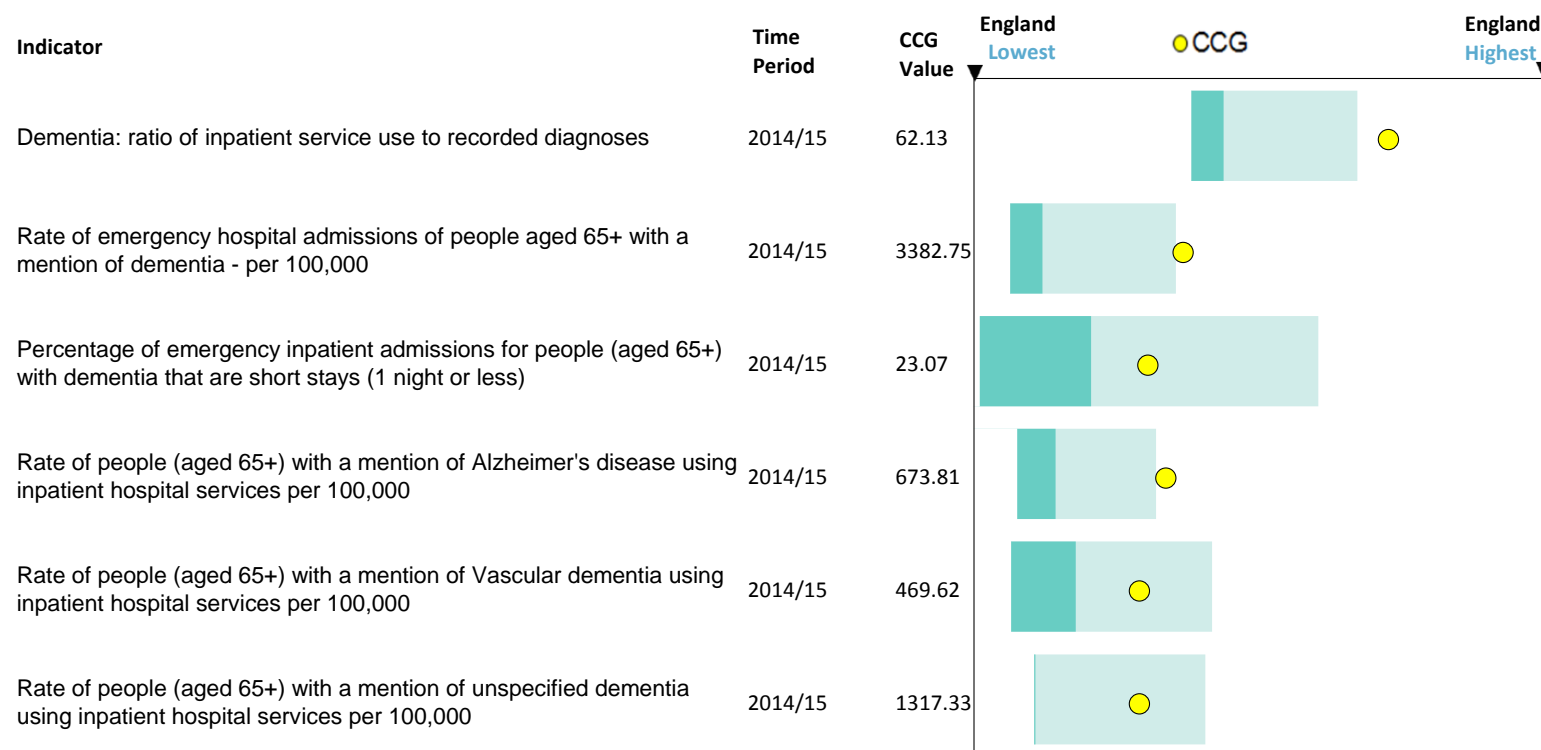 Indicator
Time
Period
CCG
Value
England
Lowest
CCG
England
Highest
Dementia: ratio of inpatient service use to recorded diagnoses
2014/15
62.13
Rate of emergency hospital admissions of people aged 65+ with a
mention of dementia - per 100,000
2014/15
3382.75
Percentage of emergency inpatient admissions for people (aged 65+)
with dementia that are short stays (1 night or less)
2014/15
23.07
Rate of people (aged 65+) with a mention of Alzheimer's disease using
inpatient hospital services per 100,000
2014/15
673.81
Rate of people (aged 65+) with a mention of Vascular dementia using
inpatient hospital services per 100,000
2014/15
469.62
Rate of people (aged 65+) with a mention of unspecified dementia
using inpatient hospital services per 100,000
2014/15
1317.33